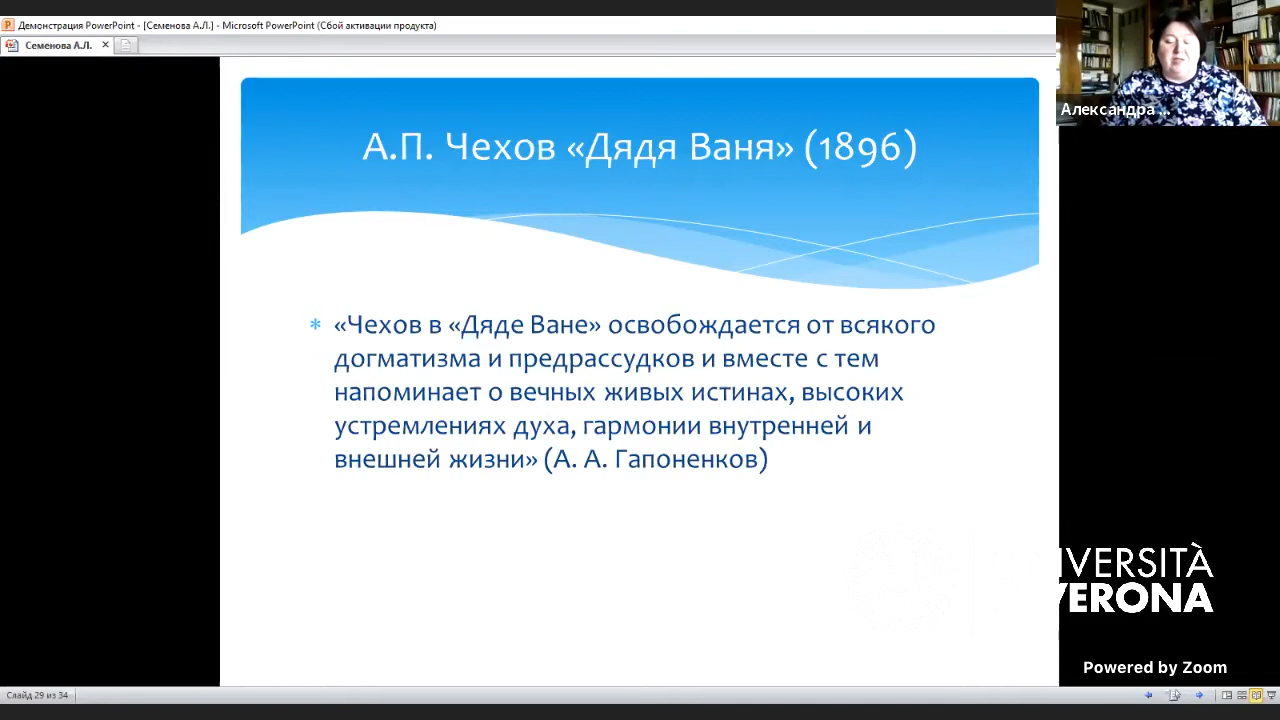 Демонстрация PowerPoint - [Семенова А.Л.] - Microsoft PowerPoint (Сбой активации продукта)
Семенова А.Л.
Александра ...
А.П. Чехов «Дядя Ваня» (1896)
* «Чехов в «Дяде Ване» освобождается от всякого
догматизма и предрассудков и вместе с тем
напоминает о вечных живых истинах, высоких
устремлениях духа, гармонии внутренней и
внешней жизни» (А. А. Гапоненков)
IVERSITÀ
VERONA
Powered by Zoom
Слайд 29 из 34